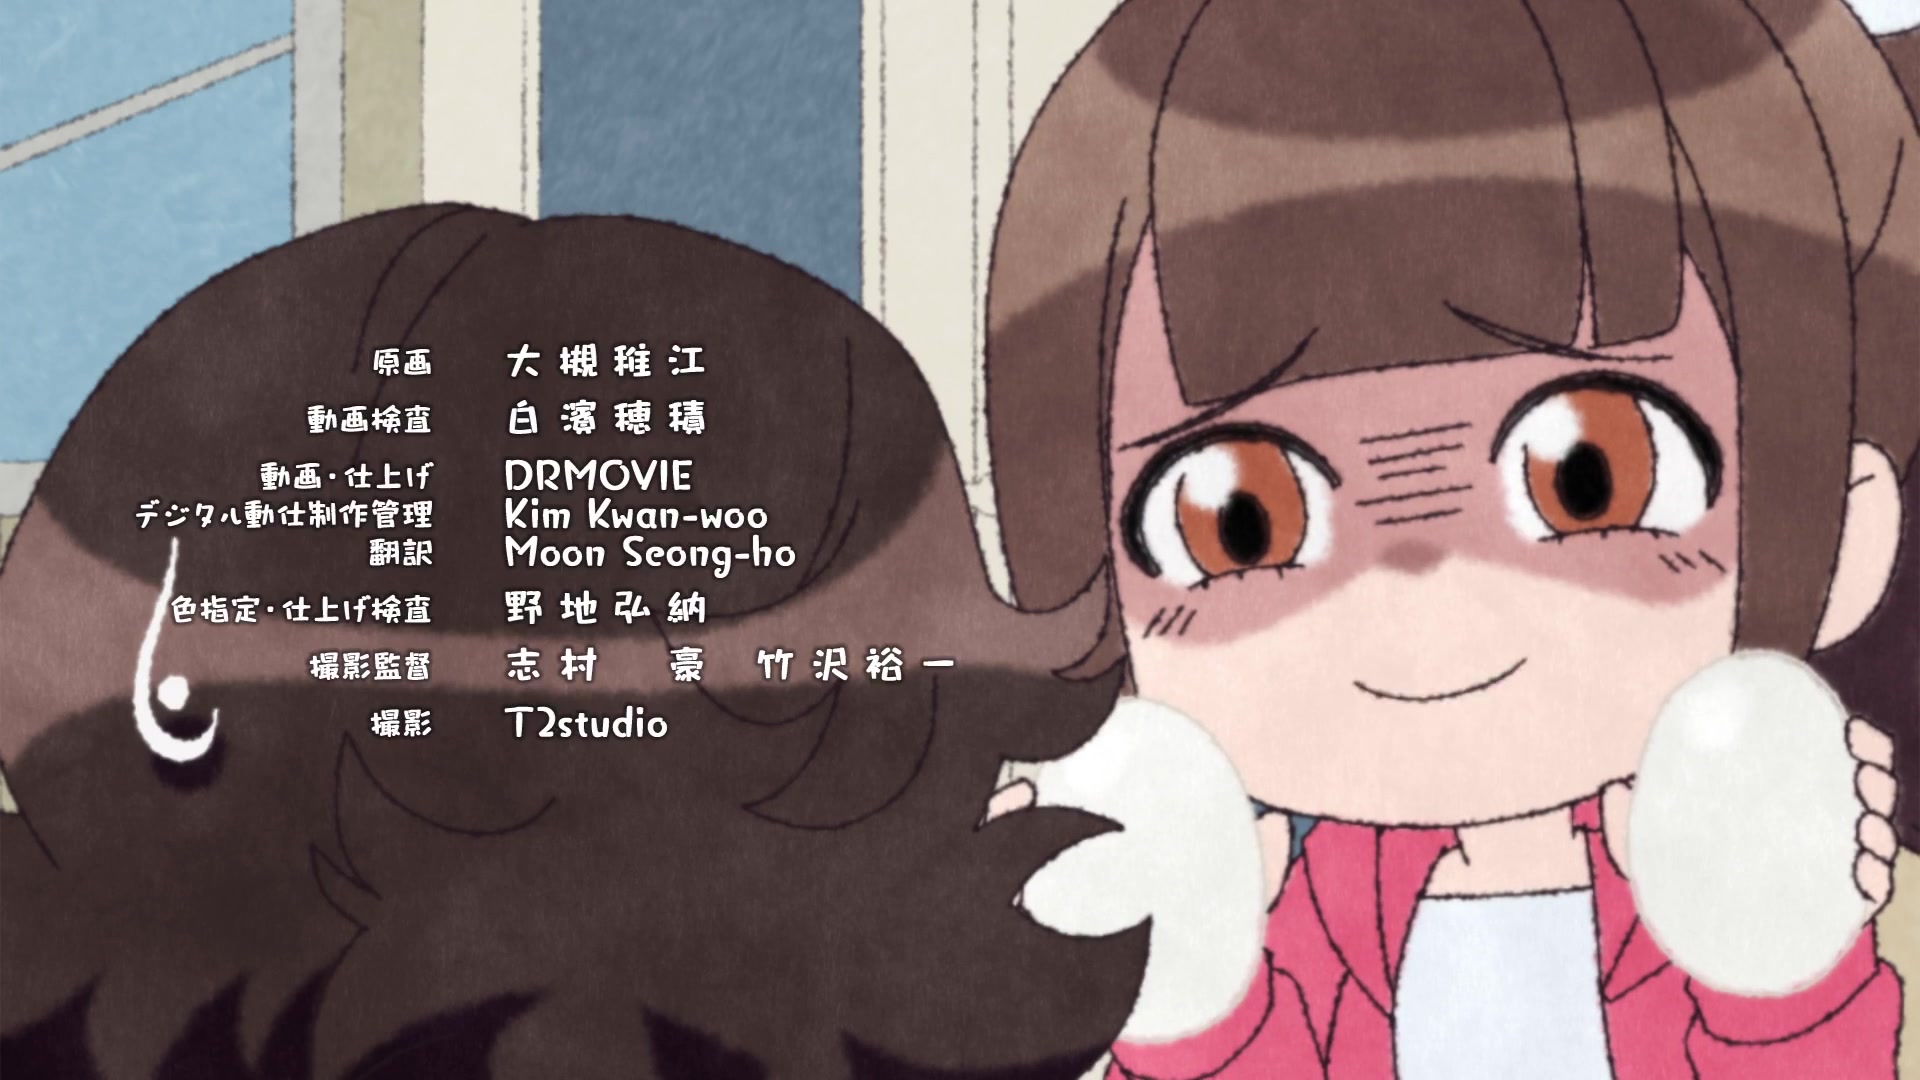 原画 大槻稚江
動画検査 白濱穂積
動画・仕上げ DRMOVIE
デジタル動仕制作管理 Kim Kwan-woo
翻訳 Moon Seong-ho
色指定・仕上げ検査 野地弘納
撮影監督 志村 豪 竹沢裕一
撮影 T2studio